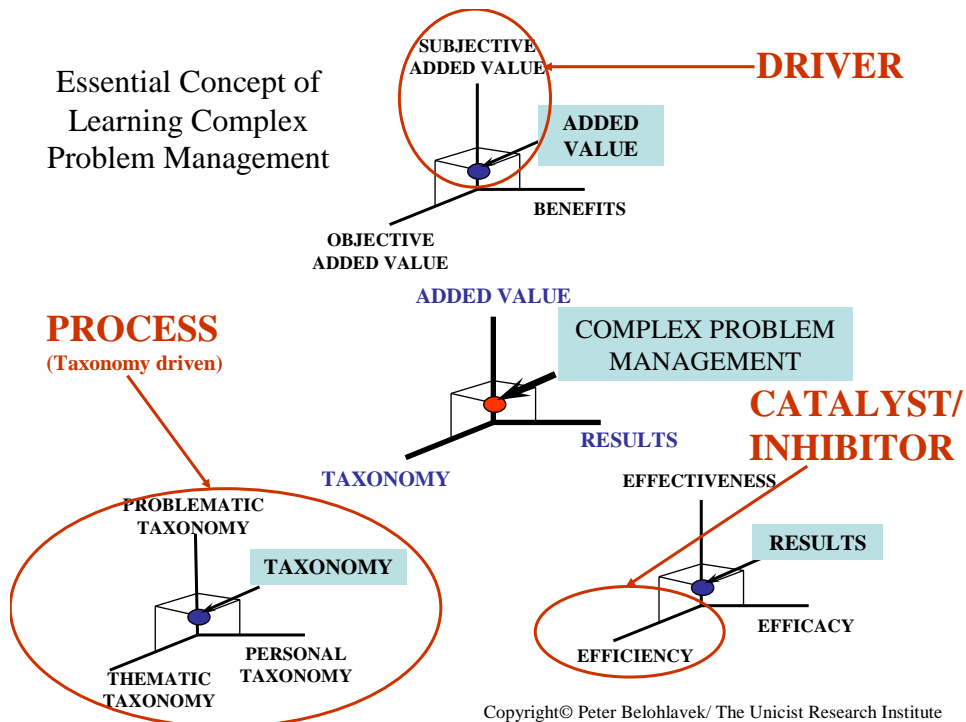 SUBJECTIVE
ADDED VALUE
DRIVER
Essential Concept of
Learning Complex
Problem Management
ADDED
VALUE
BENEFITS
OBJECTIVE
ADDED VALUE
ADDED VALUE
PROCESS
(Taxonomy driven)
COMPLEX PROBLEM
MANAGEMENT
CATALYST/
INHIBITOR
RESULTS
TAXONOMY
EFFECTIVENESS
PROBLEMATIC
TAXONOMY
TAXONOMY
RESULTS
EFFICACY
PERSONAL
TAXONOMY
EFFICIENCY
THEMATIC
TAXONOMY
Copyright© Peter Belohlavek/ The Unicist Research Institute